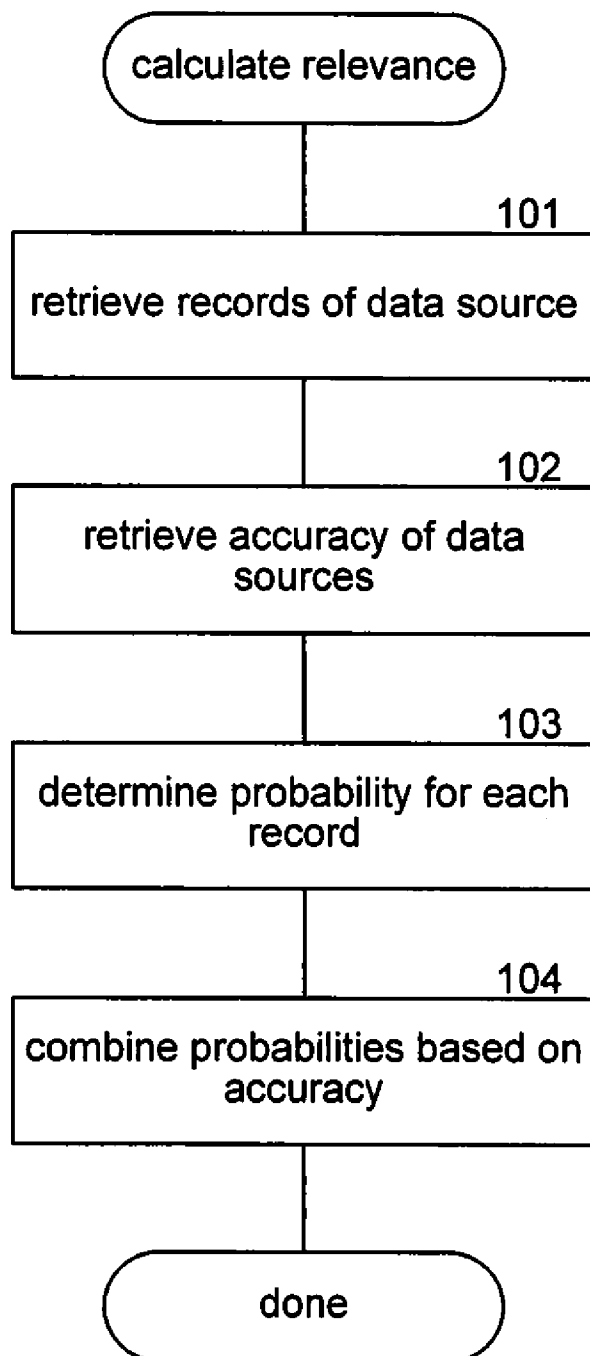 calculate relevance
101
retrieve records of data source
102
retrieve accuracy of data
sources
103
determine probability for each
record
104
combine probabilities based on
accuracy
done